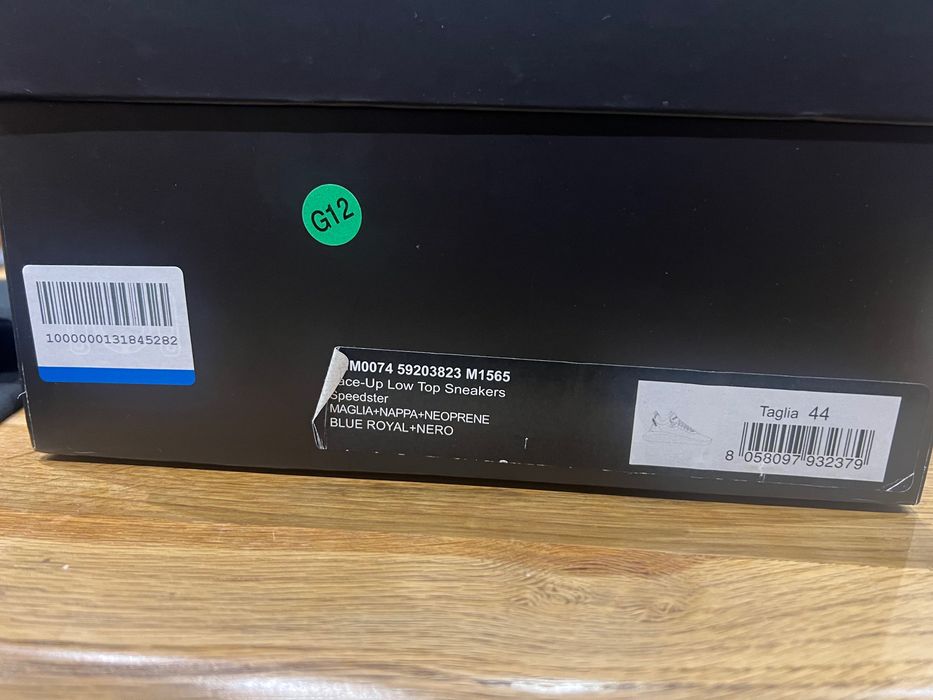 G12
1000000131845282
M0074 59203823 M1565
ace-Up Low Top Sneakers
Speedster
MAGLIA+NAPPA+NEOPRENE
BLUE ROYAL+NERO
Taglia 44
8 058097 932379